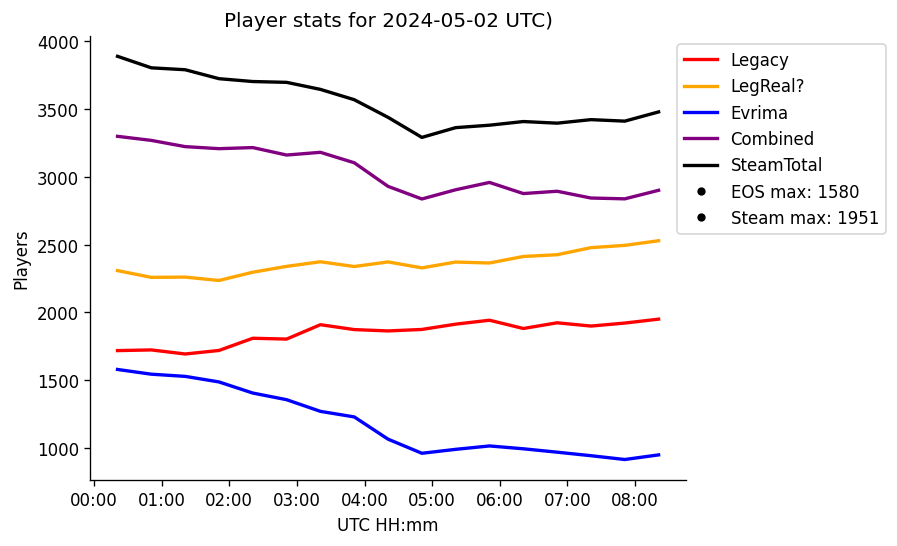 Player stats for 2024-05-02 UTC)
4000
3500
3000
2500
2000
1500
1000
Players
00:00 01:00 02:00 03:00 04:00 05:00 06:00 07:00 08:00
UTC HH:mm
Legacy
LegReal?
Evrima
Combined
SteamTotal
EOS max: 1580
Steam max: 1951